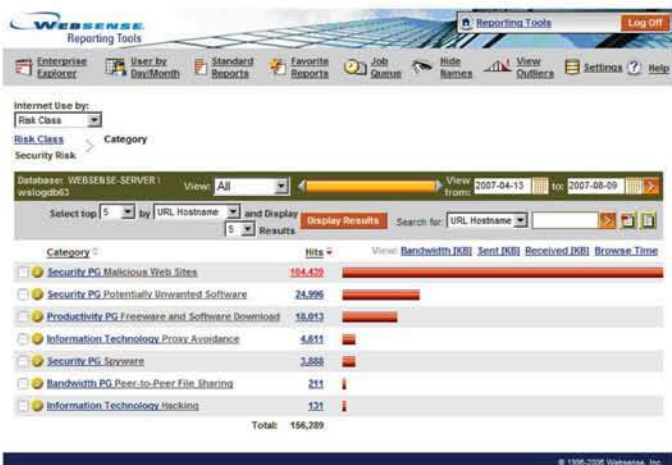 WEBSENSE
Reporting Tools
Reporting Tools
Log Off
Enterprise Explorer
User by Day/Month
Standard Reports
Favorite Reports
Job Queue
Hide Names
View Outliers
Settings
Help
Internet Use by:
Risk Class
Risk Class > Category
Security Risk
Database: WEBSENSE-SERVER \ wslogdb63
View: All
View from: 2007-04-13 to: 2007-08-09
Select top 5 by URL Hostname and Display 5 Results
Display Results
Search for: URL Hostname
Category Hits View: Bandwidth [KB] Sent [KB] Received [KB] Browse Time
Security PG Malicious Web Sites 104,439
Security PG Potentially Unwanted Software 24,996
Productivity PG Freeware and Software Download 18,013
Information Technology Proxy Avoidance 4,611
Security PG Spyware 3,888
Bandwidth PG Peer-to-Peer File Sharing 211
Information Technology Hacking 131
Total: 156,289
© 1996-2006 Websense, Inc.